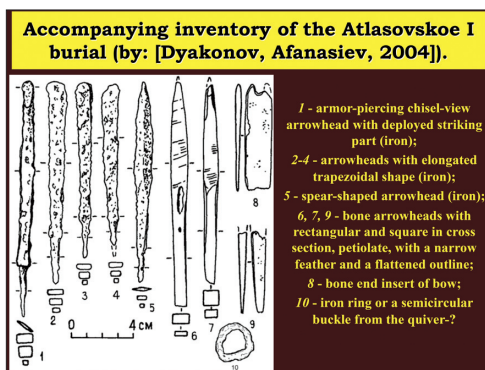 Accompanying inventory of the Atlasovskoe I
burial (by: [Dyakonov, Afanasiev, 2004]).
1 - armor-piercing chisel-view
arrowhead with deployed striking
part (iron);
2-4 - arrowheads with elongated
trapezoidal shape (iron);
5 - spear-shaped arrowhead (iron);
6, 7, 9 - bone arrowheads with
rectangular and square in cross
section, petiolate, with a narrow
feather and a flattened outline;
8 - bone end insert of bow;
10 - iron ring or a semicircular
buckle from the quiver-?
8
1
2
3
4
5
6
7
9
10
0 4 СМ